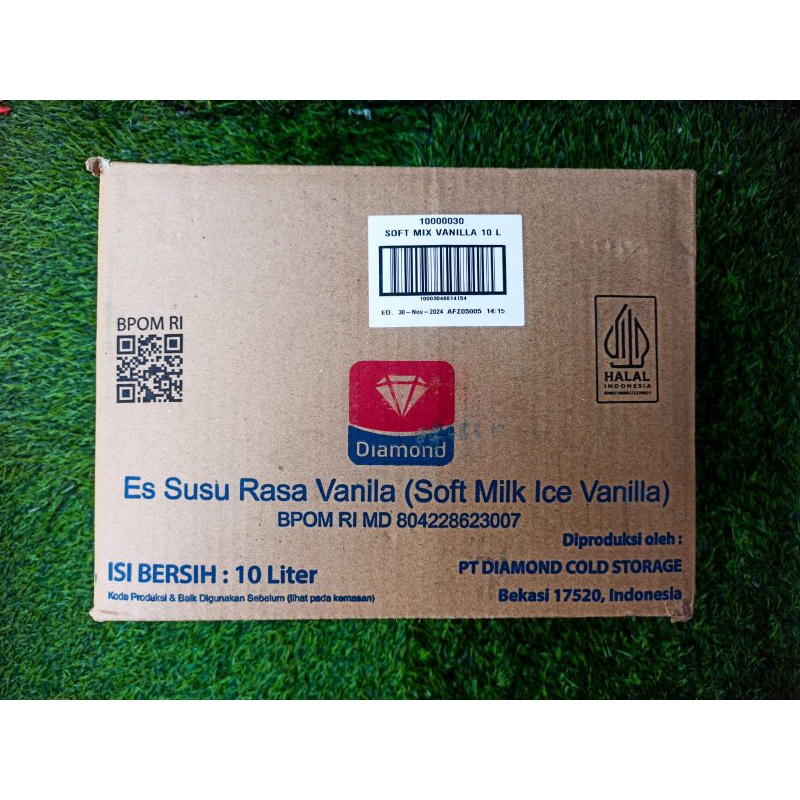 10000030
SOFT MIX VANILLA 10 L
10003049814154
ED. 30-Nov-2024 AFZ05005 14:15
BPOM RI
HALAL
INDONESIA
Diamond
Es Susu Rasa Vanila (Soft Milk Ice Vanilla)
BPOM RI MD 804228623007
Diproduksi oleh :
ISI BERSIH : 10 Liter
PT DIAMOND COLD STORAGE
Kode Produksi & Baik Digunakan Sebelum (lihat pada kemasan)
Bekasi 17520, Indonesia